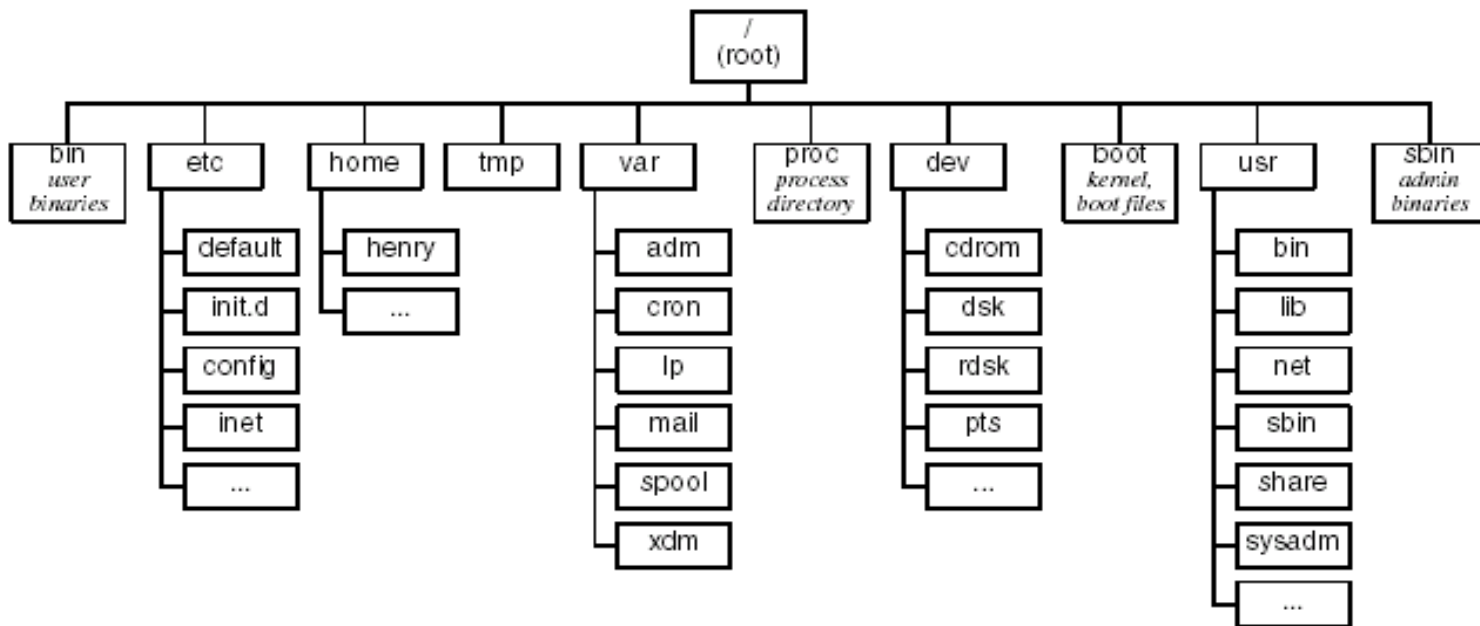 /
(root)
bin
user
binaries
etc
home
tmp
var
proc
process
directory
dev
boot
kernel,
boot files
usr
sbin
admin
binaries
default
init.d
config
inet
...
henry
...
adm
cron
lp
mail
spool
xdm
cdrom
dsk
rdsk
pts
...
bin
lib
net
sbin
share
sysadm
...